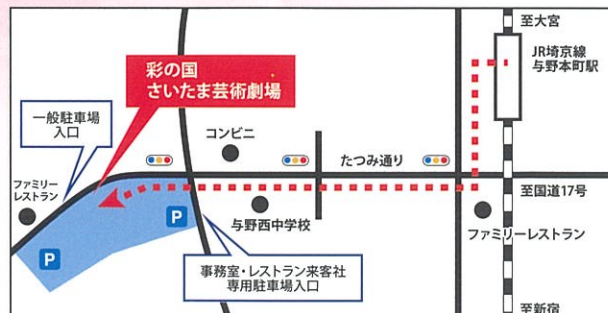 至大宮
JR埼京線
与野本町駅
彩の国
さいたま芸術劇場
一般駐車場
入口
コンビニ
たつみ通り
ファミリー
レストラン
至国道17号
P
与野西中学校
ファミリーレストラン
P
事務室・レストラン来客社
専用駐車場入口
至新宿